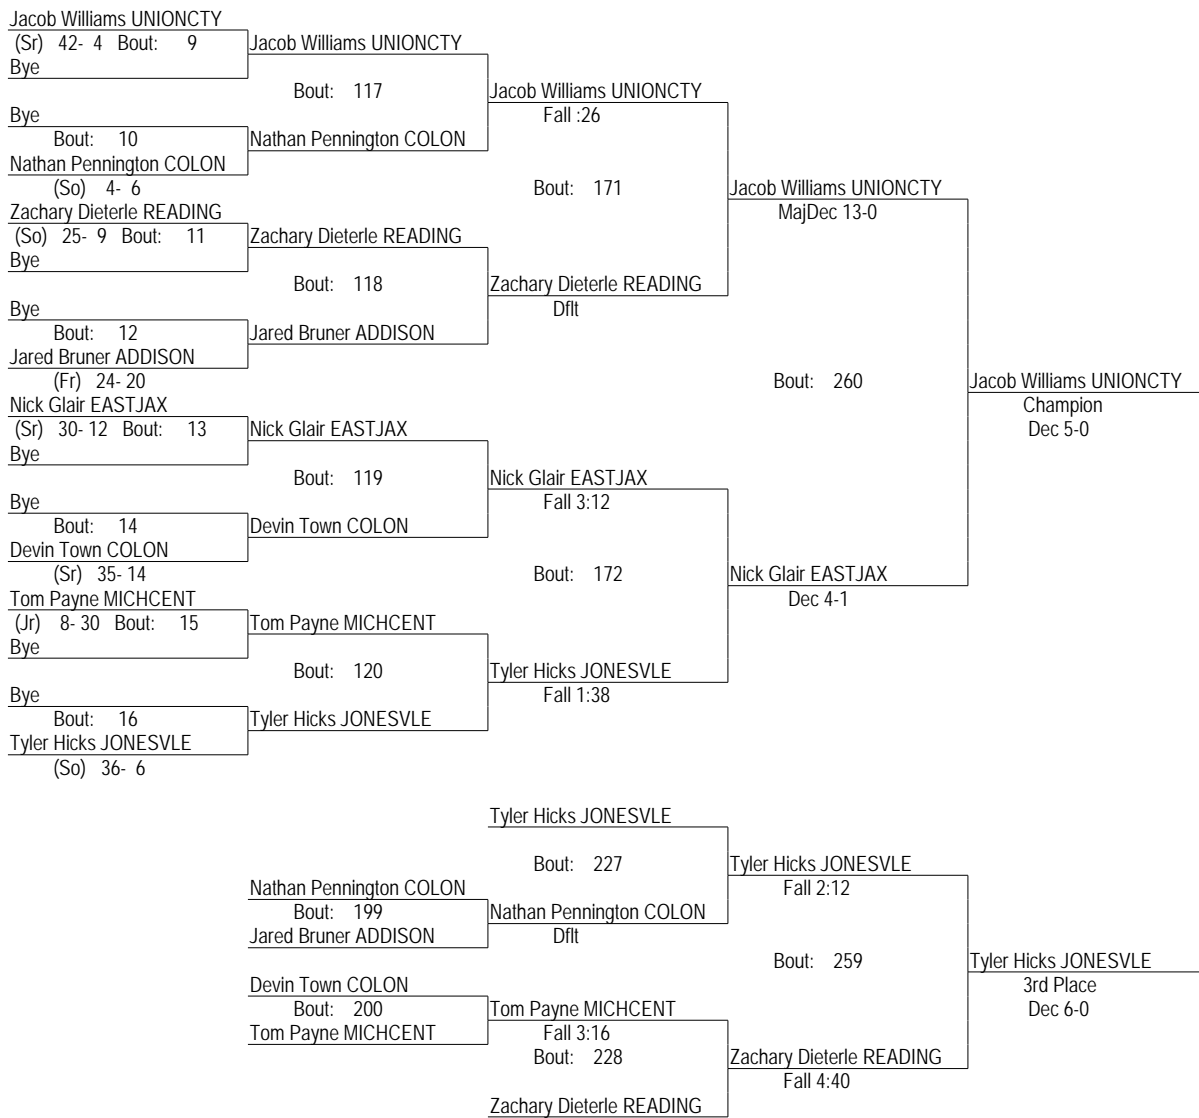 Jacob Williams UNIONCTY
(Sr) 42- 4 Bout: 9
Jacob Williams UNIONCTY
Bye
Bout: 117
Jacob Williams UNIONCTY
Bye
Fall :26
Bout: 10
Nathan Pennington COLON
Nathan Pennington COLON
(So) 4- 6
Bout: 171
Jacob Williams UNIONCTY
Zachary Dieterle READING
MajDec 13-0
(So) 25- 9 Bout: 11
Zachary Dieterle READING
Bye
Bout: 118
Zachary Dieterle READING
Bye
Dflt
Bout: 12
Jared Bruner ADDISON
Jared Bruner ADDISON
(Fr) 24- 20
Bout: 260
Jacob Williams UNIONCTY
Nick Glair EASTJAX
Champion
(Sr) 30- 12 Bout: 13
Nick Glair EASTJAX
Dec 5-0
Bye
Bout: 119
Nick Glair EASTJAX
Bye
Fall 3:12
Bout: 14
Devin Town COLON
Devin Town COLON
(Sr) 35- 14
Bout: 172
Nick Glair EASTJAX
Tom Payne MICHCENT
Dec 4-1
(Jr) 8- 30 Bout: 15
Tom Payne MICHCENT
Bye
Bout: 120
Tyler Hicks JONESVLE
Bye
Fall 1:38
Bout: 16
Tyler Hicks JONESVLE
Tyler Hicks JONESVLE
(So) 36- 6
Tyler Hicks JONESVLE
Bout: 227
Tyler Hicks JONESVLE
Nathan Pennington COLON
Fall 2:12
Bout: 199
Nathan Pennington COLON
Jared Bruner ADDISON
Dflt
Bout: 259
Tyler Hicks JONESVLE
Devin Town COLON
3rd Place
Bout: 200
Tom Payne MICHCENT
Dec 6-0
Tom Payne MICHCENT
Fall 3:16
Bout: 228
Zachary Dieterle READING
Fall 4:40
Zachary Dieterle READING